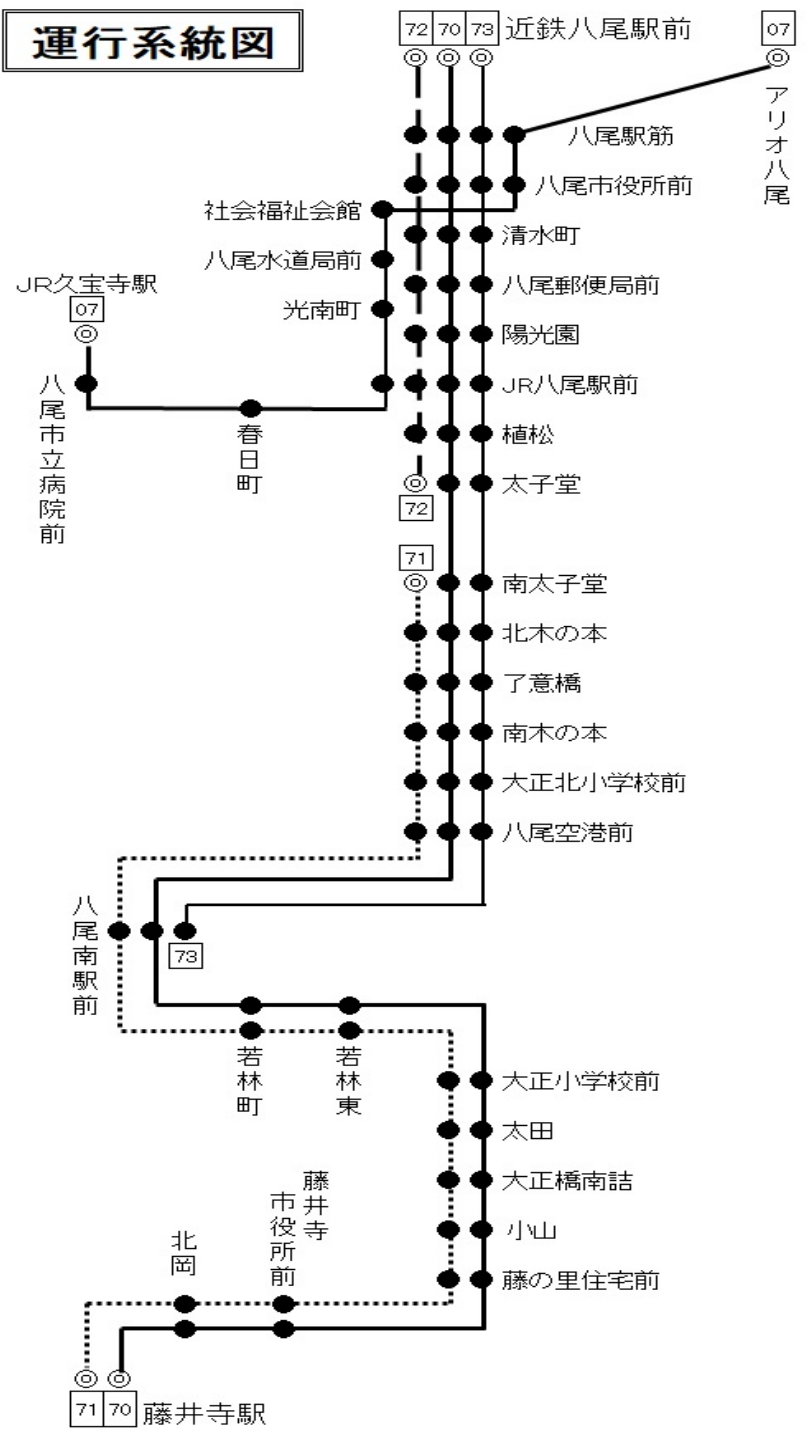 運行系統図
72 70 73 近鉄八尾駅前
07
アリオ八尾
八尾駅筋
八尾市役所前
社会福祉会館
清水町
八尾水道局前
JR久宝寺駅
07
八尾郵便局前
光南町
陽光園
八尾市立病院前
JR八尾駅前
春日町
植松
太子堂
72
71
南太子堂
北木の本
了意橋
南木の本
大正北小学校前
八尾空港前
八尾南駅前
73
若林町
若林東
大正小学校前
太田
大正橋南詰
藤井寺
市役所前
北岡
小山
藤の里住宅前
71 70 藤井寺駅